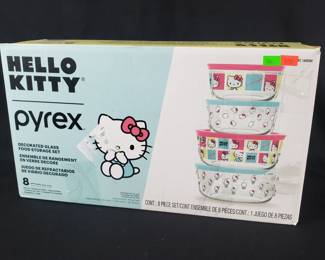 HELLO
KITTY
pyrex
DECORATED GLASS
FOOD STORAGE SET
ENSEMBLE DE RANGEMENT
EN VERRE DÉCORÉ
JUEGO DE REFRACTARIOS
DE VIDRIO DECORADO
8
CONT.: 8 PIECE SET/CONT ENSEMBLE DE 8 PIÈCES/CONT.: 1 JUEGO DE 8 PIEZAS